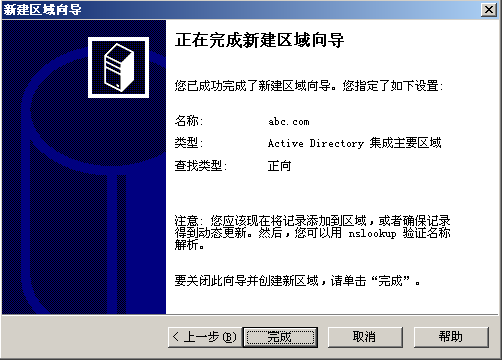 新建区域向导
正在完成新建区域向导
您已成功完成了新建区域向导。您指定了如下设置:
名称: abc.com
类型: Active Directory 集成主要区域
查找类型: 正向
注意: 您应该现在将记录添加到区域，或者确保记录
得到动态更新。然后，您可以用 nslookup 验证名称
解析。
要关闭此向导并创建新区域，请单击“完成”。
< 上一步(B) 完成 取消 帮助